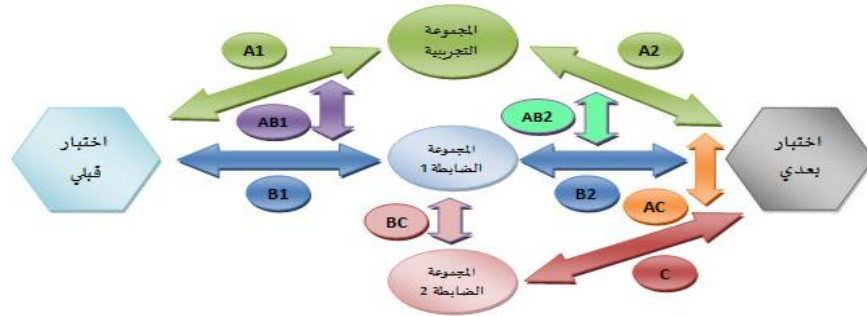 المجموعة
التجريبية
A1
A2
AB1
AB2
اختبار
قبلي
المجموعة
الضابطة 1
اختبار
بعدي
B1
B2
AC
BC
المجموعة
الضابطة 2
C